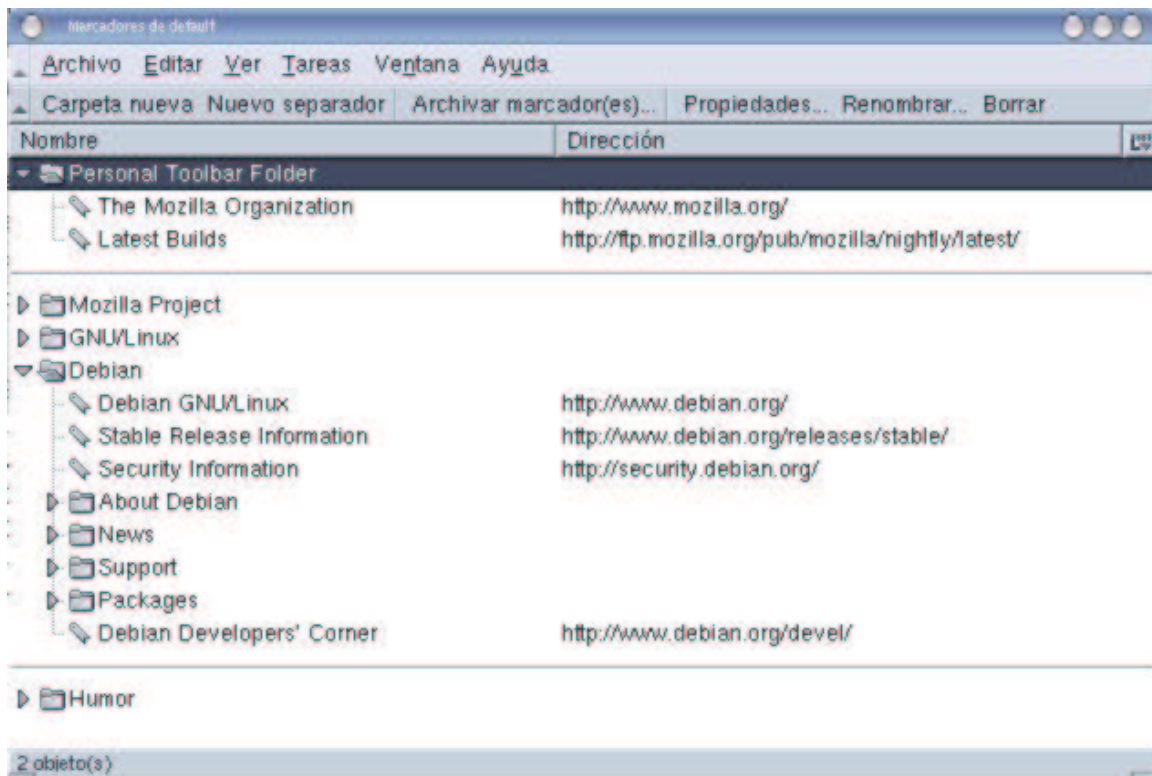 Marcadores de default
Archivo Editar Ver Tareas Ventana Ayuda
Carpeta nueva Nuevo separador Archivar marcador(es)... Propiedades... Renombrar... Borrar
Nombre Dirección
Personal Toolbar Folder
The Mozilla Organization http://www.mozilla.org/
Latest Builds http://ftp.mozilla.org/pub/mozilla/nightly/latest/
Mozilla Project
GNU/Linux
Debian
Debian GNU/Linux http://www.debian.org/
Stable Release Information http://www.debian.org/releases/stable/
Security Information http://security.debian.org/
About Debian
News
Support
Packages
Debian Developers' Corner http://www.debian.org/devel/
Humor
2 objeto(s)